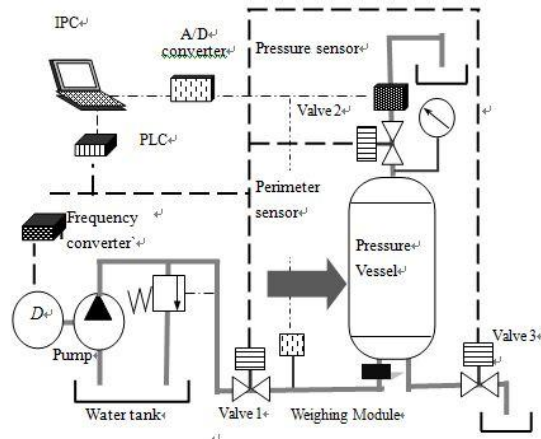 IPC
A/D
converter
Pressure sensor
Valve 2
PLC
Perimeter
sensor
Frequency
converter`
Pressure
Vessel
D
Pump
Valve 3
Water tank
Valve 1
Weighing Module